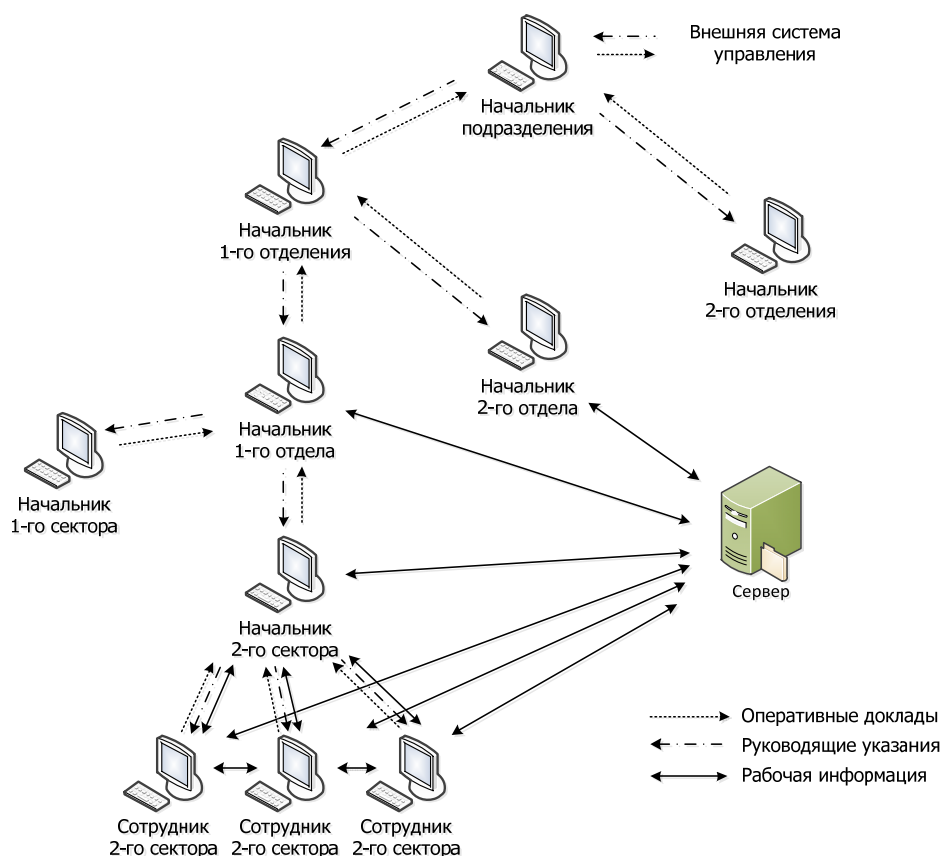 Внешняя система
управления
Начальник
подразделения
Начальник
1-го отделения
Начальник
2-го отделения
Начальник
2-го отдела
Начальник
1-го отдела
Начальник
1-го сектора
Сервер
Начальник
2-го сектора
Оперативные доклады
Руководящие указания
Рабочая информация
Сотрудник
2-го сектора
Сотрудник
2-го сектора
Сотрудник
2-го сектора